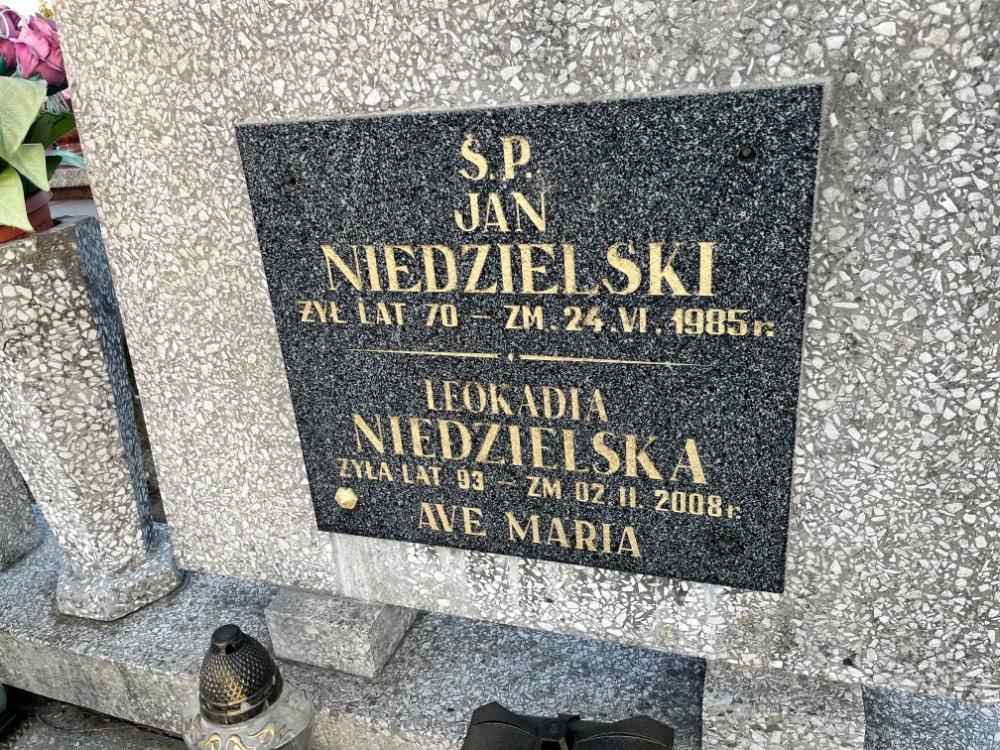 Ś.P.
JAN
NIEDZIELSKI
ŻYŁ LAT 70 – ZM. 24.VI.1985 r.
LEOKADIA
NIEDZIELSKA
ŻYŁA LAT 93 – ZM 02.II.2008 r.
AVE MARIA